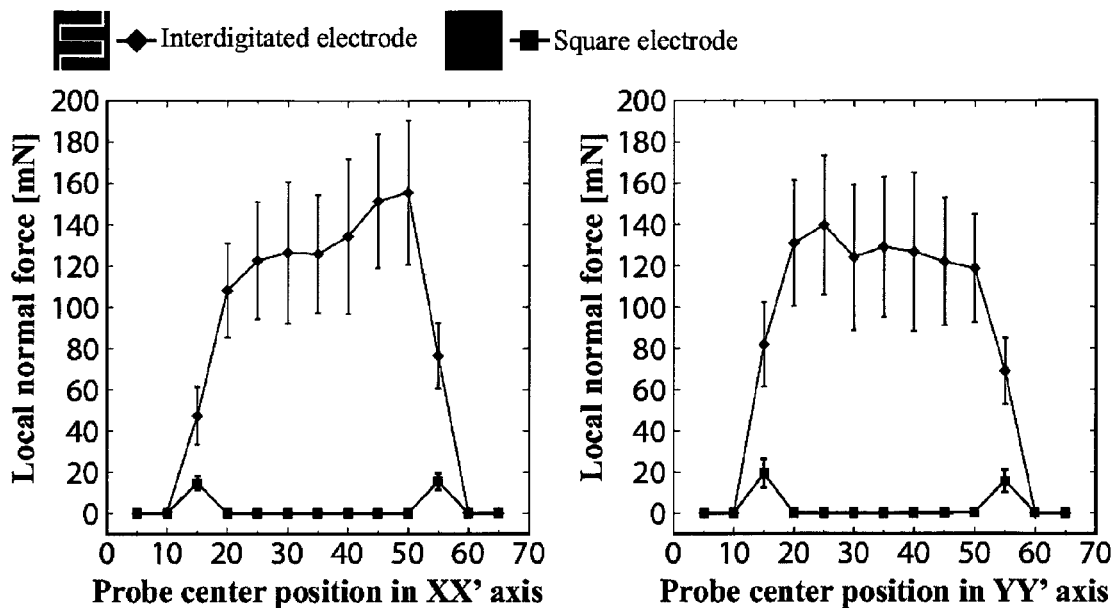 Interdigitated electrode
Square electrode
Local normal force [mN]
200
180
160
140
120
100
80
60
40
20
0
0 10 20 30 40 50 60 70
Probe center position in XX’ axis
Local normal force [mN]
200
180
160
140
120
100
80
60
40
20
0
0 10 20 30 40 50 60 70
Probe center position in YY’ axis